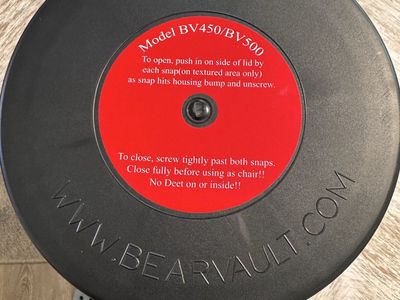 Model BV450/BV500
To open, push in on side of lid by
each snap(on textured area only)
as snap hits housing bump and unscrew.
To close, screw tightly past both snaps.
Close fully before using as chair!!
No Deet on or inside!!
WWW.BEARVAULT.COM